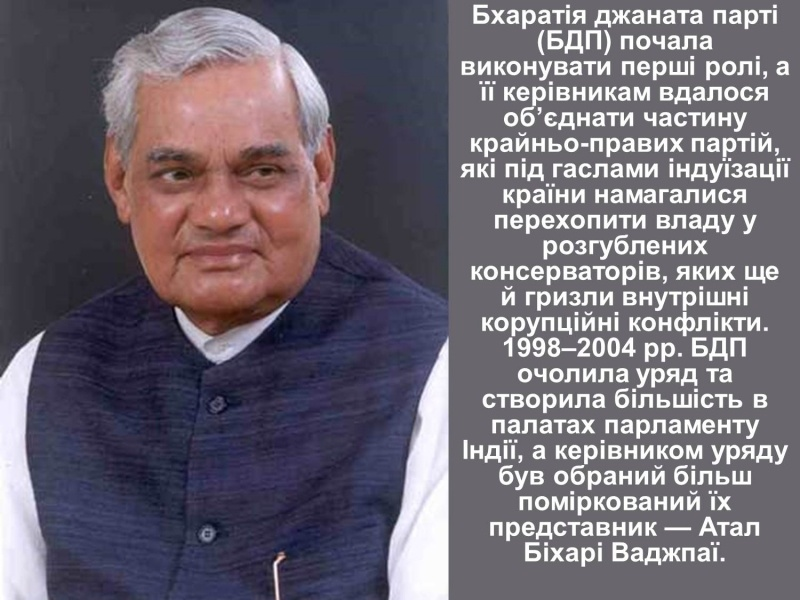 Бхаратія джаната парті
(БДП) почала
виконувати перші ролі, а
її керівникам вдалося
об’єднати частину
крайньо-правих партій,
які під гаслами індуїзації
країни намагалися
перехопити владу у
розгублених
консерваторів, яких ще
й гризли внутрішні
корупційні конфлікти.
1998–2004 рр. БДП
очолила уряд та
створила більшість в
палатах парламенту
Індії, а керівником уряду
був обраний більш
поміркований їх
представник — Атал
Біхарі Ваджпаї.